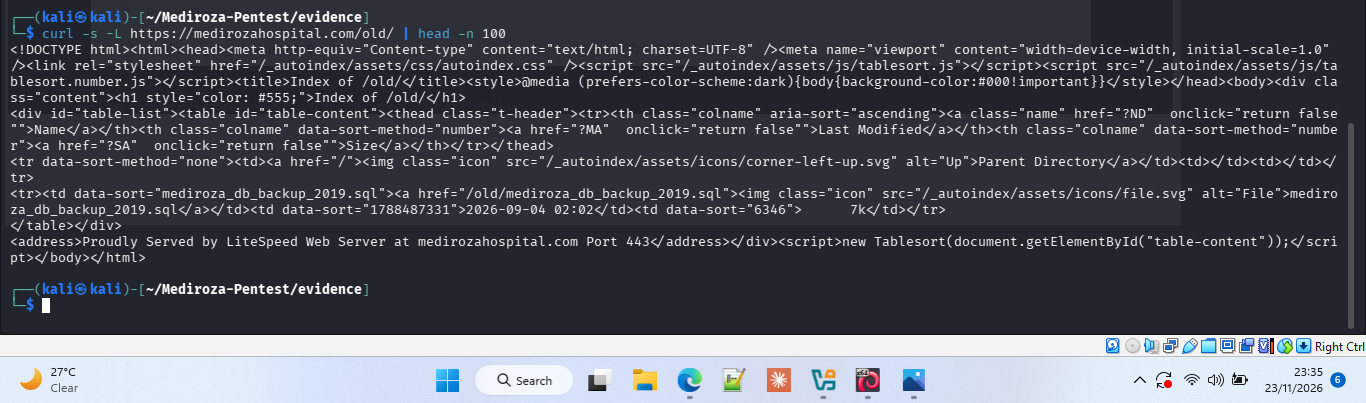 ┌──(kali㉿kali)-[~/Mediroza-Pentest/evidence]
└─$ curl -s -L https://medirozahospital.com/old/ | head -n 100
<!DOCTYPE html><html><head><meta http-equiv="Content-type" content="text/html; charset=UTF-8" /><meta name="viewport" content="width=device-width, initial-scale=1.0"
/><link rel="stylesheet" href="/_autoindex/assets/css/autoindex.css" /><script src="/_autoindex/assets/js/tablesort.js"></script><script src="/_autoindex/assets/js/ta
blesort.number.js"></script><title>Index of /old/</title><style>@media (prefers-color-scheme:dark){body{background-color:#000!important}}</style></head><body><div cla
ss="content"><h1 style="color: #555;">Index of /old/</h1>
<div id="table-list"><table id="table-content"><thead class="t-header"><tr><th class="colname" aria-sort="ascending"><a class="name" href="?ND"  onclick="return false
"">Name</a></th><th class="colname" data-sort-method="number"><a href="?MA"  onclick="return false"">Last Modified</a></th><th class="colname" data-sort-method="numbe
r"><a href="?SA"  onclick="return false"">Size</a></th></tr></thead>
<tr data-sort-method="none"><td><a href="/"><img class="icon" src="/_autoindex/assets/icons/corner-left-up.svg" alt="Up">Parent Directory</a></td><td></td><td></td></
tr>
<tr><td data-sort="mediroza_db_backup_2019.sql"><a href="/old/mediroza_db_backup_2019.sql"><img class="icon" src="/_autoindex/assets/icons/file.svg" alt="File">mediro
za_db_backup_2019.sql</a></td><td data-sort="1788487331">2026-09-04 02:02</td><td data-sort="6346">      7k</td></tr>
</table></div>
<address>Proudly Served by LiteSpeed Web Server at medirozahospital.com Port 443</address></div><script>new Tablesort(document.getElementById("table-content"));</scri
pt></body></html>
┌──(kali㉿kali)-[~/Mediroza-Pentest/evidence]
└─$
Right Ctrl
27°C
Clear
Search
x64
23:35
23/11/2026
6